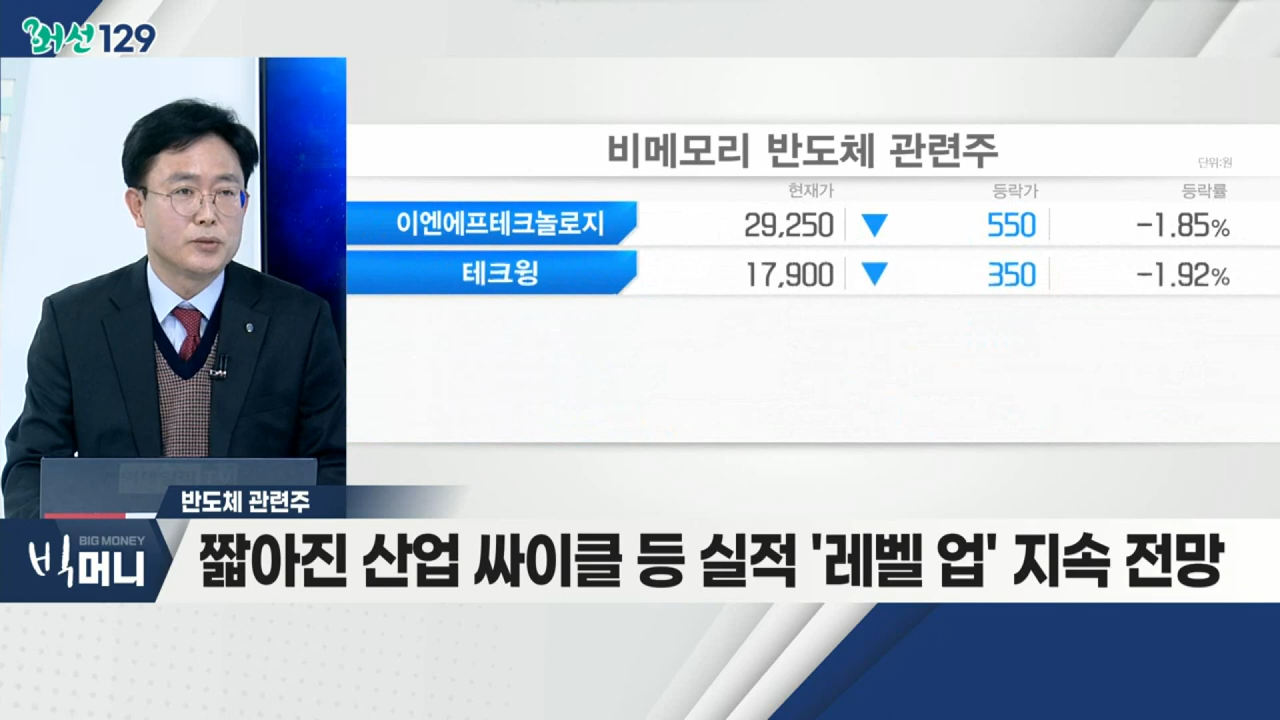 머선129
비메모리 반도체 관련주
단위:원
현재가 등락가 등락률
이엔에프테크놀로지 29,250 ▼ 550 -1.85%
테크윙 17,900 ▼ 350 -1.92%
반도체 관련주
BIG MONEY
빅머니
짧아진 산업 싸이클 등 실적 '레벨 업' 지속 전망